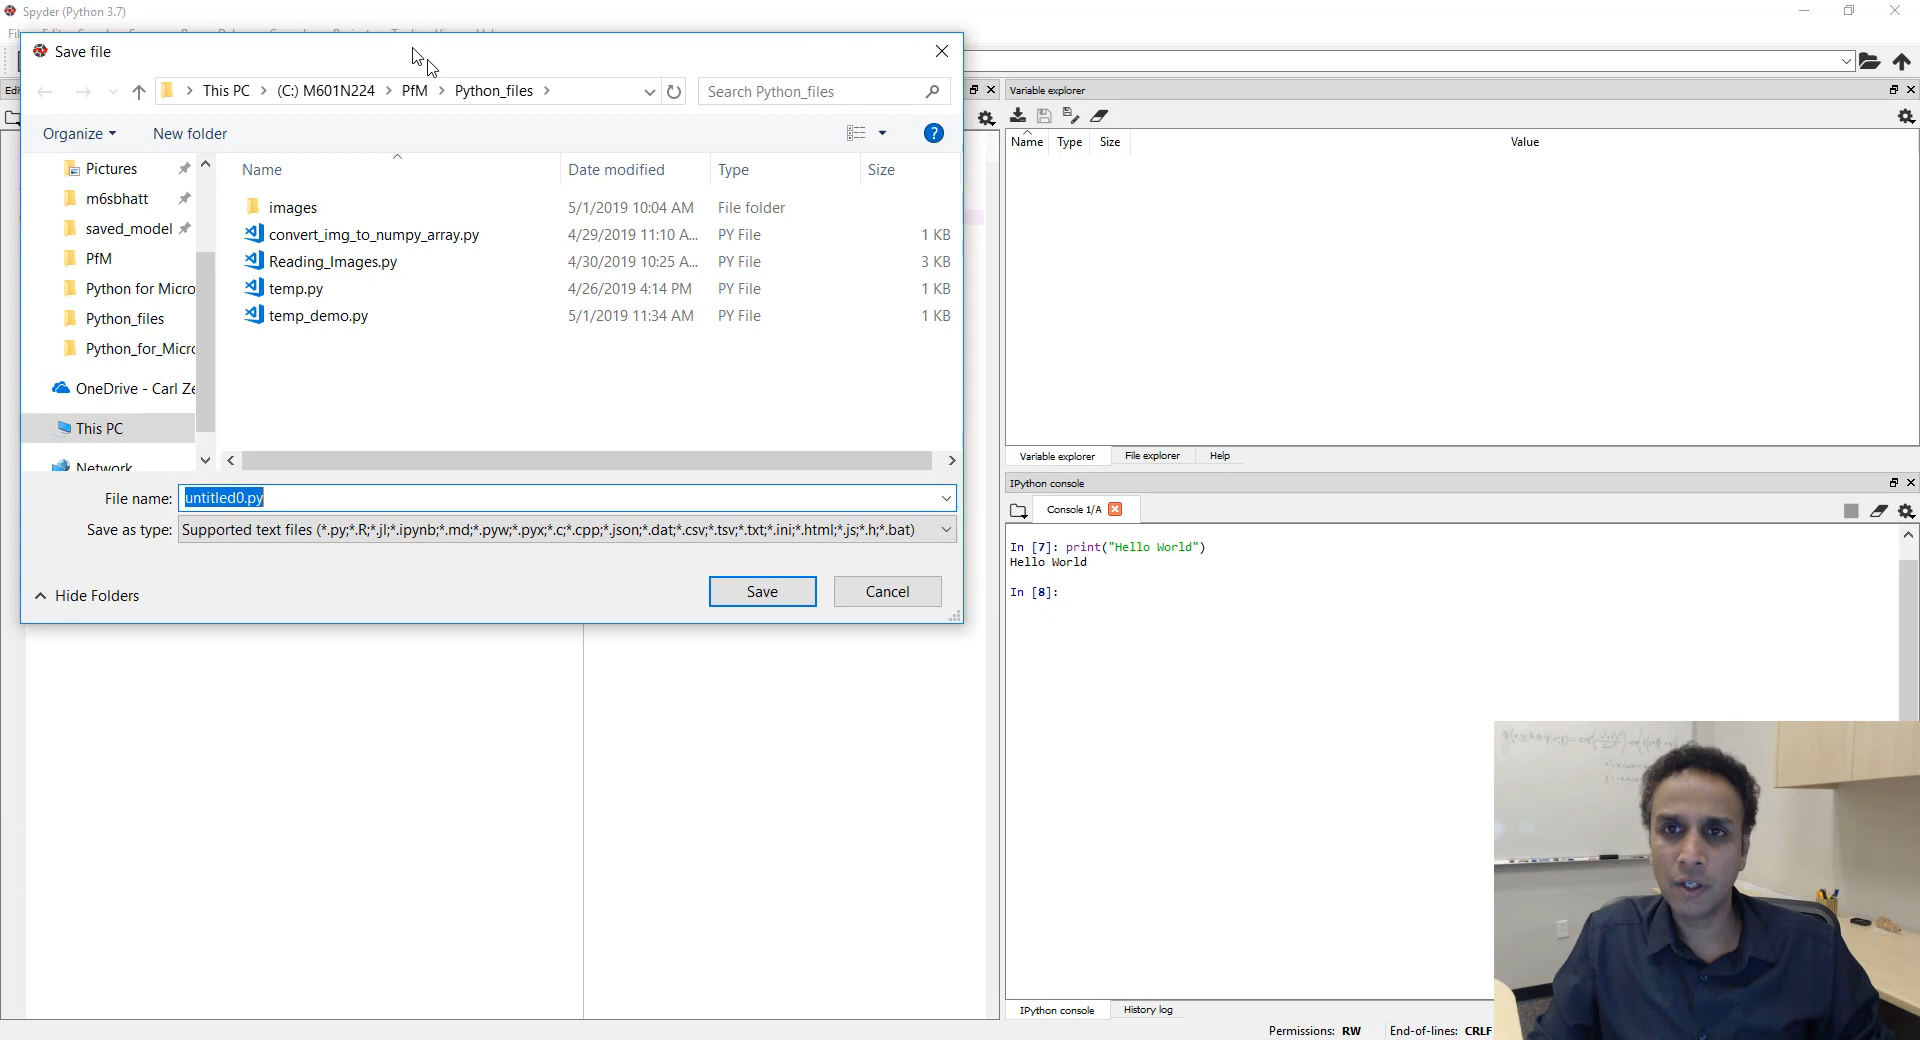 Spyder (Python 3.7)
Save file
This PC
(C:) M601N224
PfM
Python_files
Search Python_files
Organize
New folder
Pictures
m6sbhatt
saved_model
PfM
Python for Micro
Python_files
Python_for_Micro
OneDrive - Carl Ze
This PC
Network
Name Date modified Type Size
images 5/1/2019 10:04 AM File folder
convert_img_to_numpy_array.py 4/29/2019 11:10 A... PY File 1 KB
Reading_Images.py 4/30/2019 10:25 A... PY File 3 KB
temp.py 4/26/2019 4:14 PM PY File 1 KB
temp_demo.py 5/1/2019 11:34 AM PY File 1 KB
File name: untitled0.py
Save as type: Supported text files (*.py;*.R;*.jl;*.ipynb;*.md;*.pyw;*.pyx;*.c;*.cpp;*.json;*.dat;*.csv;*.tsv;*.txt;*.ini;*.html;*.js;*.h;*.bat)
Hide Folders
Save
Cancel
Variable explorer
Name Type Size Value
Variable explorer File explorer Help
IPython console
Console 1/A
In [7]: print("Hello World")
Hello World
In [8]:
IPython console History log
Permissions: RW End-of-lines: CRLF